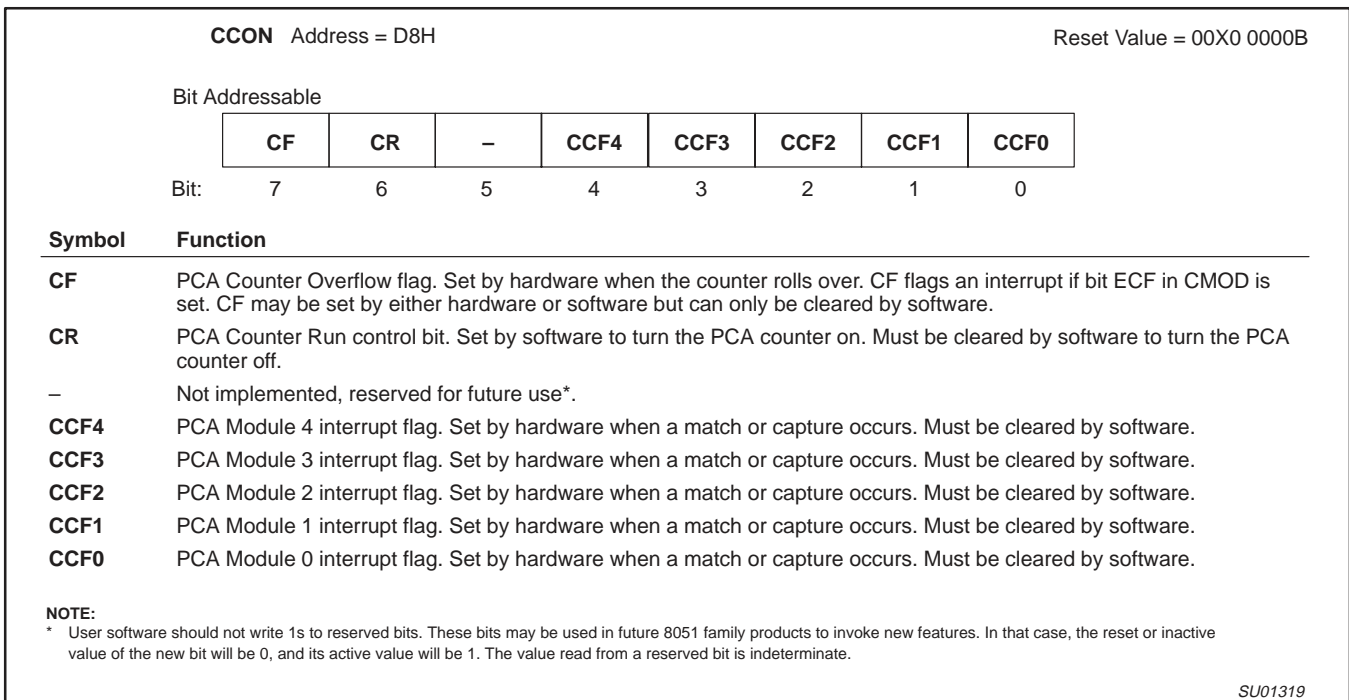 CCON Address = D8H Reset Value = 00X0 0000B
Bit Addressable
CF CR – CCF4 CCF3 CCF2 CCF1 CCF0
Bit: 7 6 5 4 3 2 1 0
Symbol Function
CF PCA Counter Overflow flag. Set by hardware when the counter rolls over. CF flags an interrupt if bit ECF in CMOD is
set. CF may be set by either hardware or software but can only be cleared by software.
CR PCA Counter Run control bit. Set by software to turn the PCA counter on. Must be cleared by software to turn the PCA
counter off.
– Not implemented, reserved for future use*.
CCF4 PCA Module 4 interrupt flag. Set by hardware when a match or capture occurs. Must be cleared by software.
CCF3 PCA Module 3 interrupt flag. Set by hardware when a match or capture occurs. Must be cleared by software.
CCF2 PCA Module 2 interrupt flag. Set by hardware when a match or capture occurs. Must be cleared by software.
CCF1 PCA Module 1 interrupt flag. Set by hardware when a match or capture occurs. Must be cleared by software.
CCF0 PCA Module 0 interrupt flag. Set by hardware when a match or capture occurs. Must be cleared by software.
NOTE:
* User software should not write 1s to reserved bits. These bits may be used in future 8051 family products to invoke new features. In that case, the reset or inactive
value of the new bit will be 0, and its active value will be 1. The value read from a reserved bit is indeterminate.
SU01319